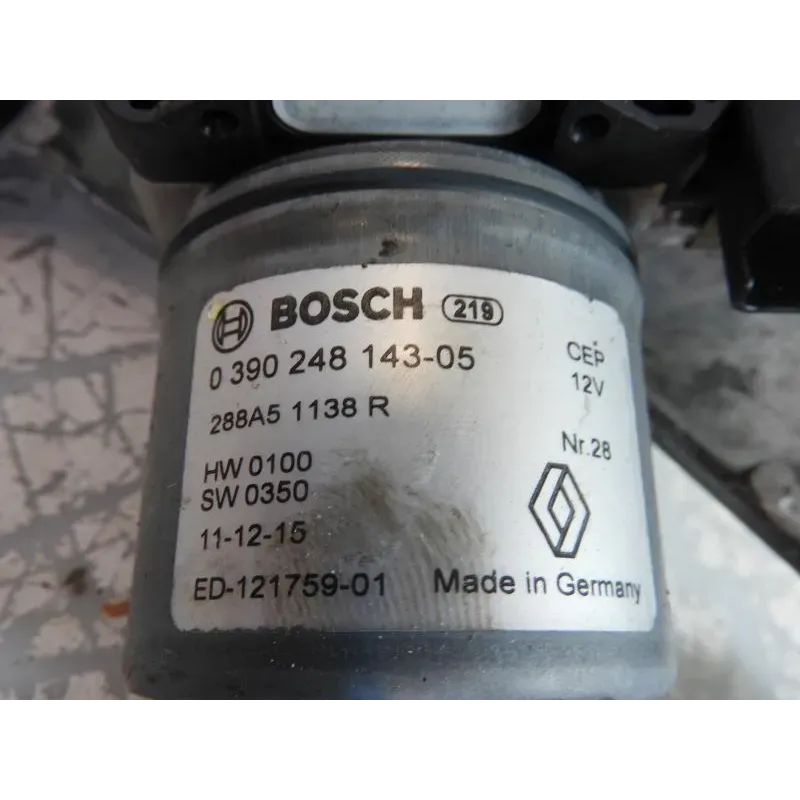 BOSCH 219
0 390 248 143-05 CEP
288A5 1138 R 12V
HW 0100 Nr.28
SW 0350
11-12-15
ED-121759-01 Made in Germany